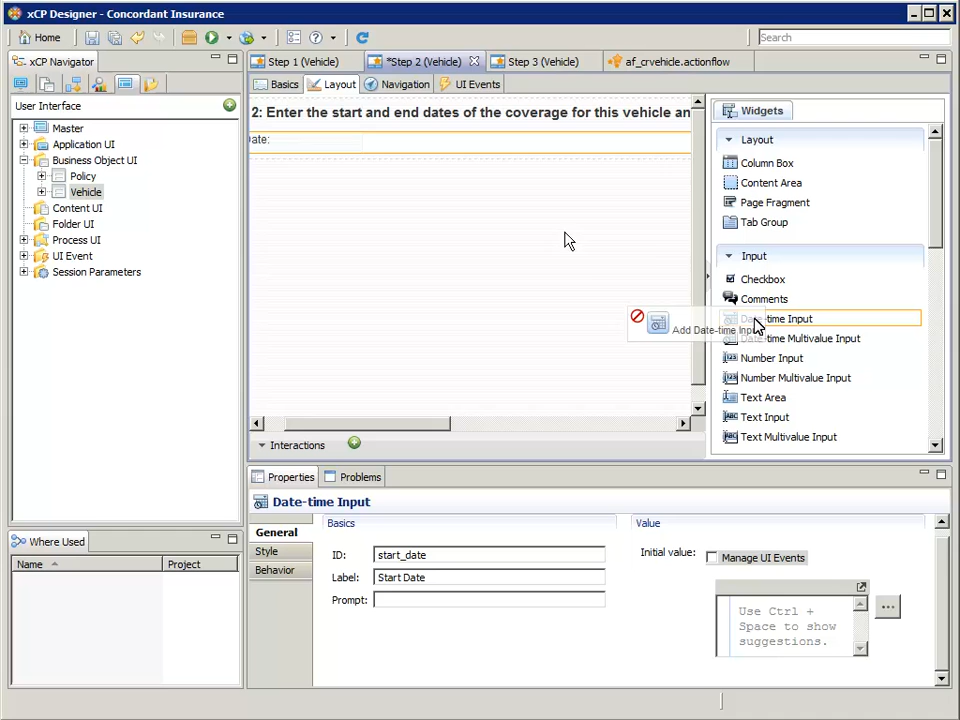 xCP Designer - Concordant Insurance
Home
Search
xCP Navigator
User Interface
Master
Application UI
Business Object UI
Policy
Vehicle
Content UI
Folder UI
Process UI
UI Event
Session Parameters
Where Used
Name
Project
Step 1 (Vehicle)
*Step 2 (Vehicle)
Step 3 (Vehicle)
af_crvehicle.actionflow
Basics
Layout
Navigation
UI Events
2: Enter the start and end dates of the coverage for this vehicle an
Date:
Interactions
Widgets
Layout
Column Box
Content Area
Page Fragment
Tab Group
Input
Checkbox
Comments
Date-time Input
Add Date-time Inpu
Date-time Multivalue Input
Number Input
Number Multivalue Input
Text Area
Text Input
Text Multivalue Input
Properties
Problems
Date-time Input
General
Style
Behavior
Basics
ID: start_date
Label: Start Date
Prompt:
Value
Initial value: Manage UI Events
Use Ctrl +
Space to show
suggestions.